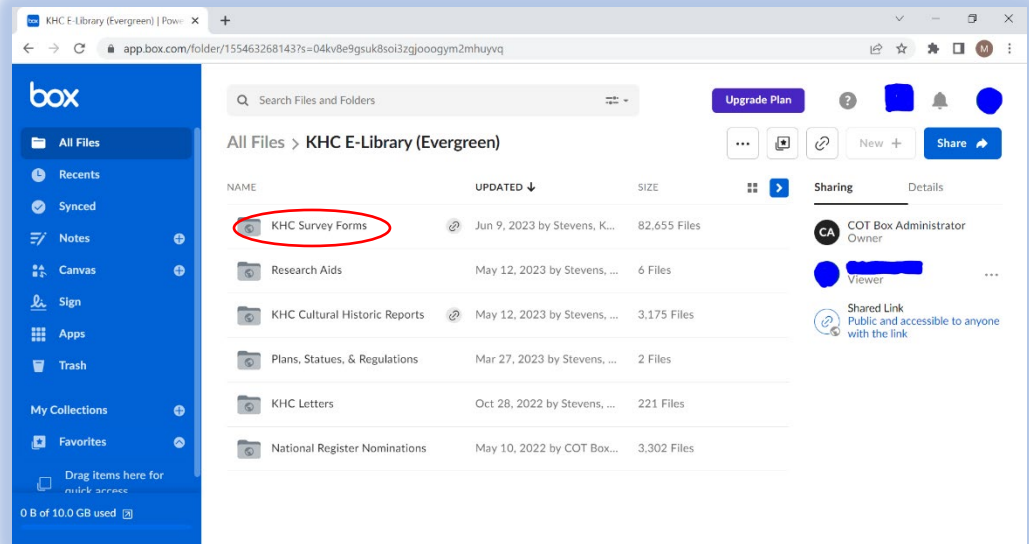 box KHC E-Library (Evergreen) | Powe
app.box.com/folder/155463268143?s=04kv8e9gsuk8soi3zgjooogym2mhuyvq M
box
Search Files and Folders
Upgrade Plan
All Files
Recents
Synced
Notes
Canvas
Sign
Apps
Trash
My Collections
Favorites
Drag items here for
quick access
0 B of 10.0 GB used
All Files > KHC E-Library (Evergreen)
New +
Share
NAME UPDATED ↓ SIZE
KHC Survey Forms Jun 9, 2023 by Stevens, K... 82,655 Files
Research Aids May 12, 2023 by Stevens, ... 6 Files
KHC Cultural Historic Reports May 12, 2023 by Stevens, ... 3,175 Files
Plans, Statues, & Regulations Mar 27, 2023 by Stevens, ... 2 Files
KHC Letters Oct 28, 2022 by Stevens, ... 221 Files
National Register Nominations May 10, 2022 by COT Box... 3,302 Files
Sharing Details
CA COT Box Administrator
Owner
Viewer
Shared Link
Public and accessible to anyone
with the link